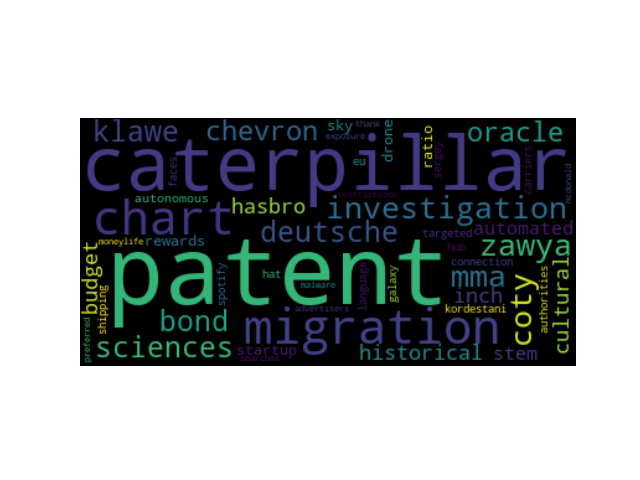 klawe chevron sky thank exposure drone ratio sergey oracle
caterpillar
faces eu carriers mcdonald
autonomous restrictions
chart hasbro investigation
moneylife rewards deutsche targeted automated
hub zawya
budget shipping patent spotify hat malware language galaxy connection mma
inch coty authorities cultural
advertisers kordestani
preferred bond migration
sciences startup searches historical stem